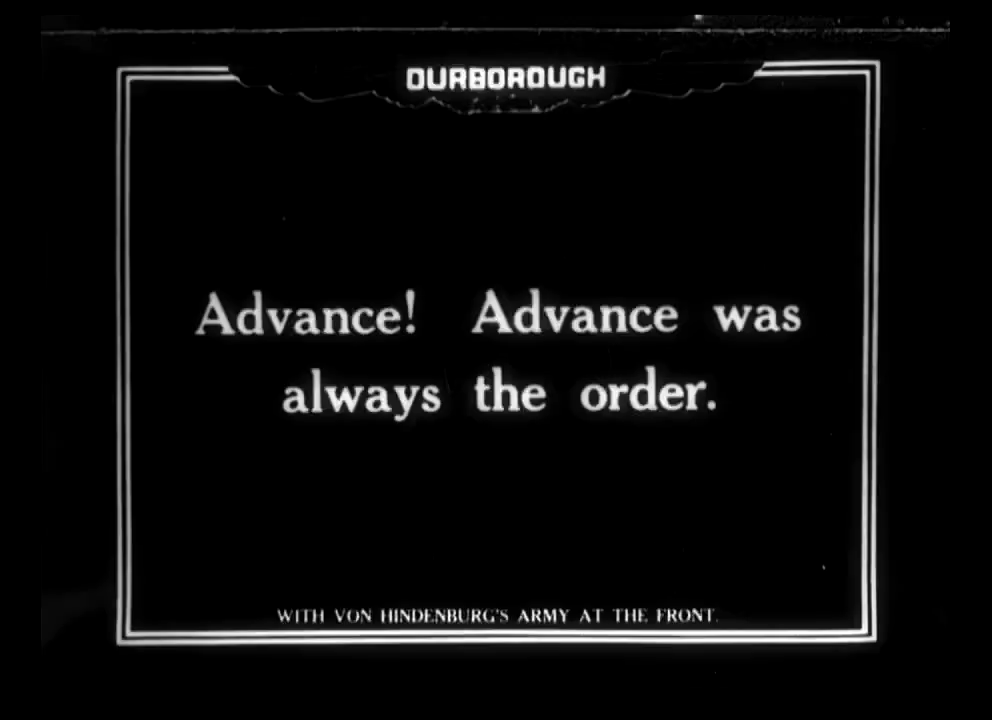 DURBOROUGH
Advance! Advance was
always the order.
WITH VON HINDENBURG'S ARMY AT THE FRONT.